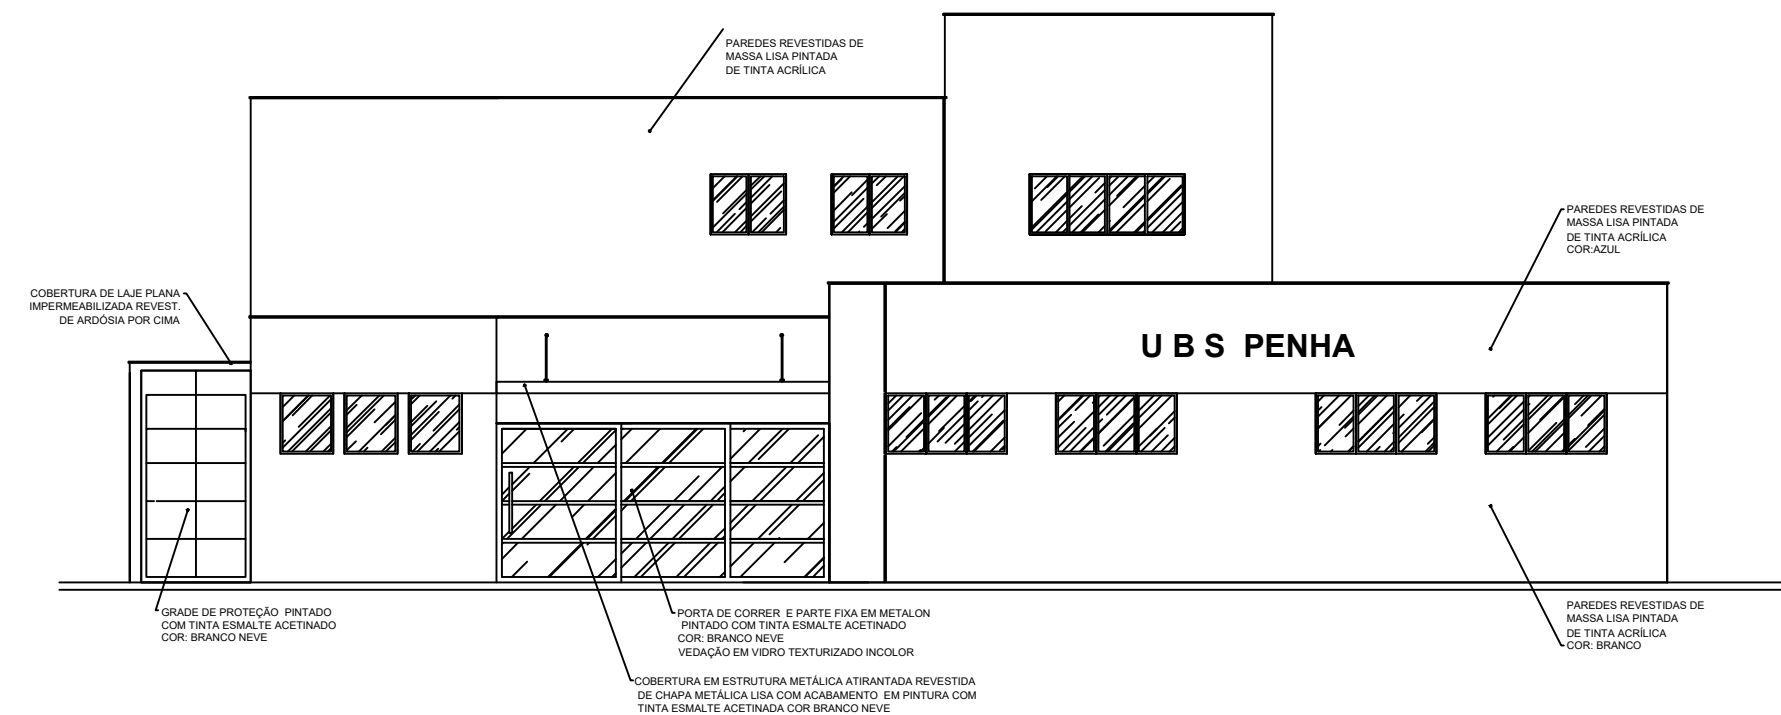 PAREDES REVESTIDAS DE
MASSA LISA PINTADA
DE TINTA ACRÍLICA
PAREDES REVESTIDAS DE
MASSA LISA PINTADA
DE TINTA ACRÍLICA
COR:AZUL
COBERTURA DE LAJE PLANA
IMPERMEABILIZADA REVEST.
DE ARDÓSIA POR CIMA
U B S PENHA
GRADE DE PROTEÇÃO PINTADO
COM TINTA ESMALTE ACETINADO
COR: BRANCO NEVE
PORTA DE CORRER E PARTE FIXA EM METALON
PINTADO COM TINTA ESMALTE ACETINADO
COR: BRANCO NEVE
VEDAÇÃO EM VIDRO TEXTURIZADO INCOLOR
PAREDES REVESTIDAS DE
MASSA LISA PINTADA
DE TINTA ACRÍLICA
COR: BRANCO
COBERTURA EM ESTRUTURA METÁLICA ATIRANTADA REVESTIDA
DE CHAPA METÁLICA LISA COM ACABAMENTO EM PINTURA COM
TINTA ESMALTE ACETINADA COR BRANCO NEVE